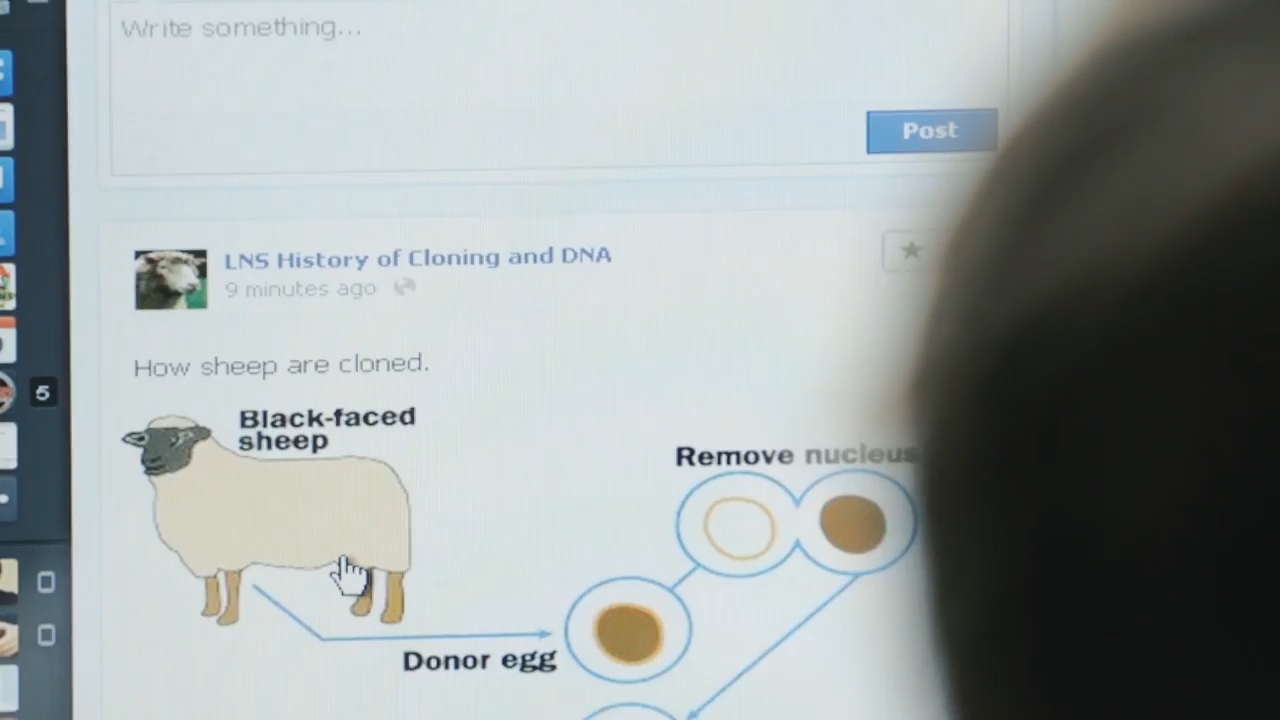 Write something...
Post
LNS History of Cloning and DNA
9 minutes ago
How sheep are cloned.
5
Black-faced
sheep
Remove nucleus
Donor egg